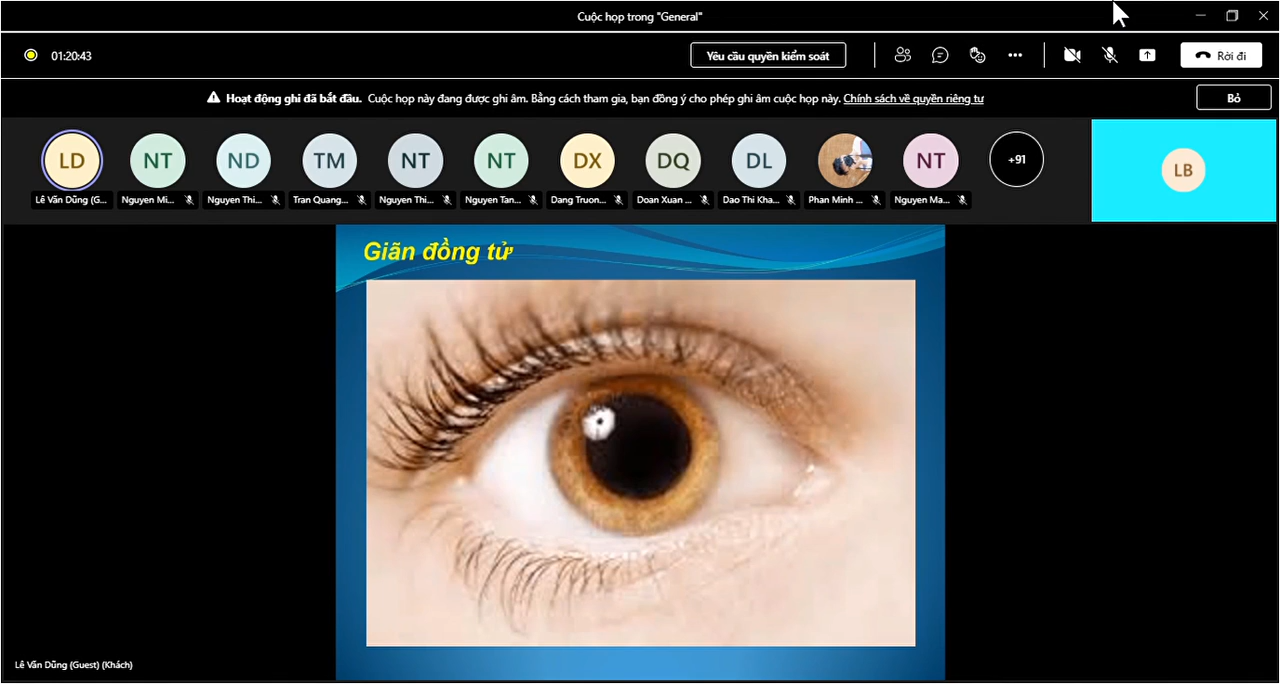 Cuộc họp trong "General"
01:20:43
Yêu cầu quyền kiểm soát
Rời đi
Hoạt động ghi đã bắt đầu. Cuộc họp này đang được ghi âm. Bằng cách tham gia, bạn đồng ý cho phép ghi âm cuộc họp này. Chính sách về quyền riêng tư
Bỏ
LD NT ND TM NT NT DX DQ DL NT +91 LB
Lê Văn Dũng (G... Nguyen Mi... Nguyen Thi... Tran Quang... Nguyen Thi... Nguyen Tan... Dang Truon... Doan Xuan ... Dao Thi Kha... Phan Minh ... Nguyen Ma...
Giãn đồng tử
Lê Văn Dũng (Guest) (Khách)